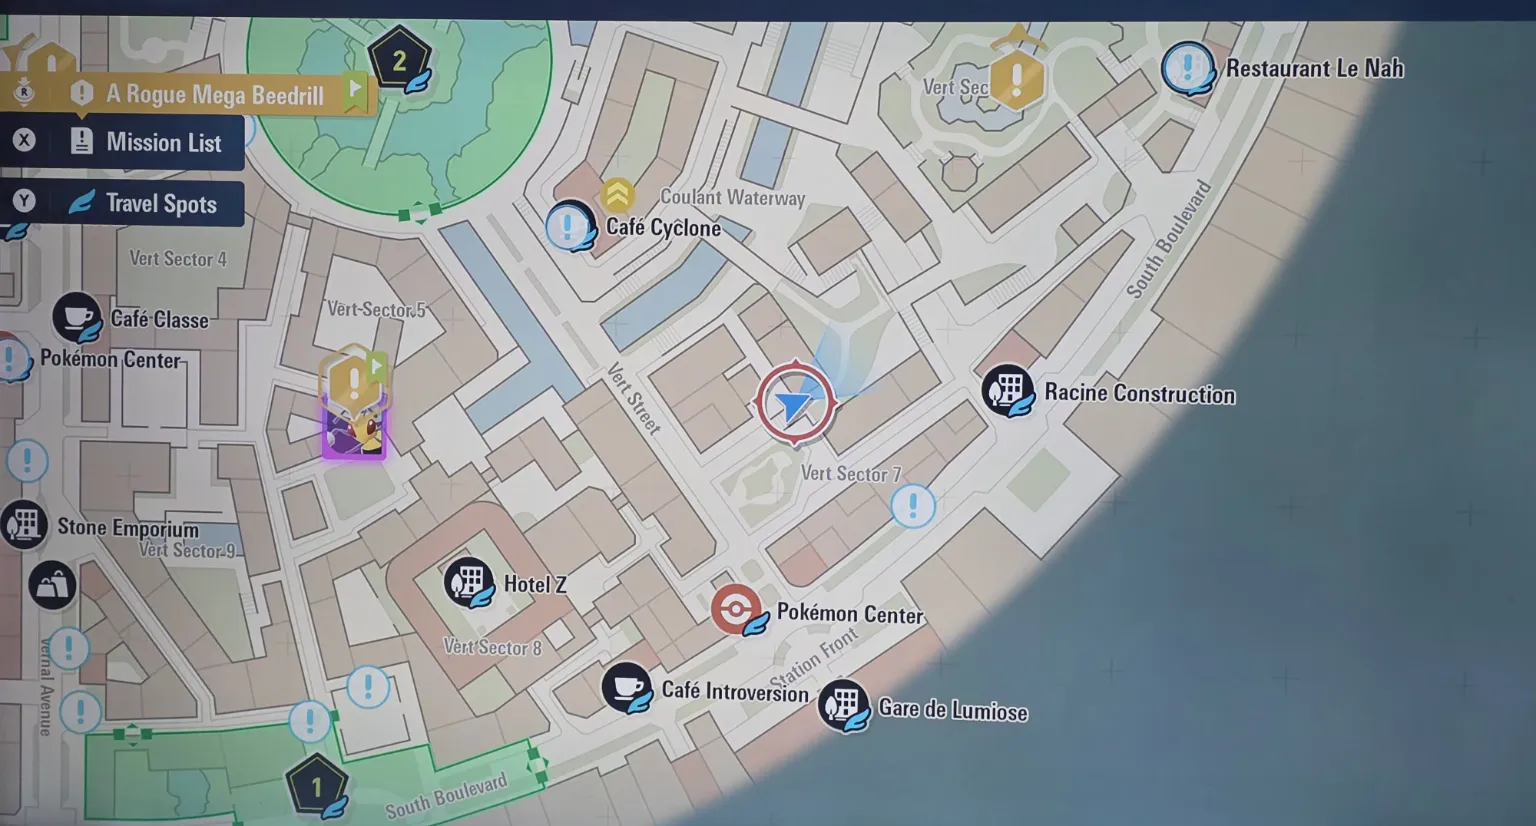 2
Restaurant Le Nah
Vert Sec
R
A Rogue Mega Beedrill
X
Mission List
Y
Travel Spots
Coulant Waterway
Café Cyclone
South Boulevard
Vert Sector 4
Vert Sector 5
Café Classe
Pokémon Center
Vert Street
Racine Construction
Vert Sector 7
Stone Emporium
Vert Sector 9
Hotel Z
Pokémon Center
Vert Sector 8
Station Front
Vernal Avenue
Café Introversion
Gare de Lumiose
1
South Boulevard